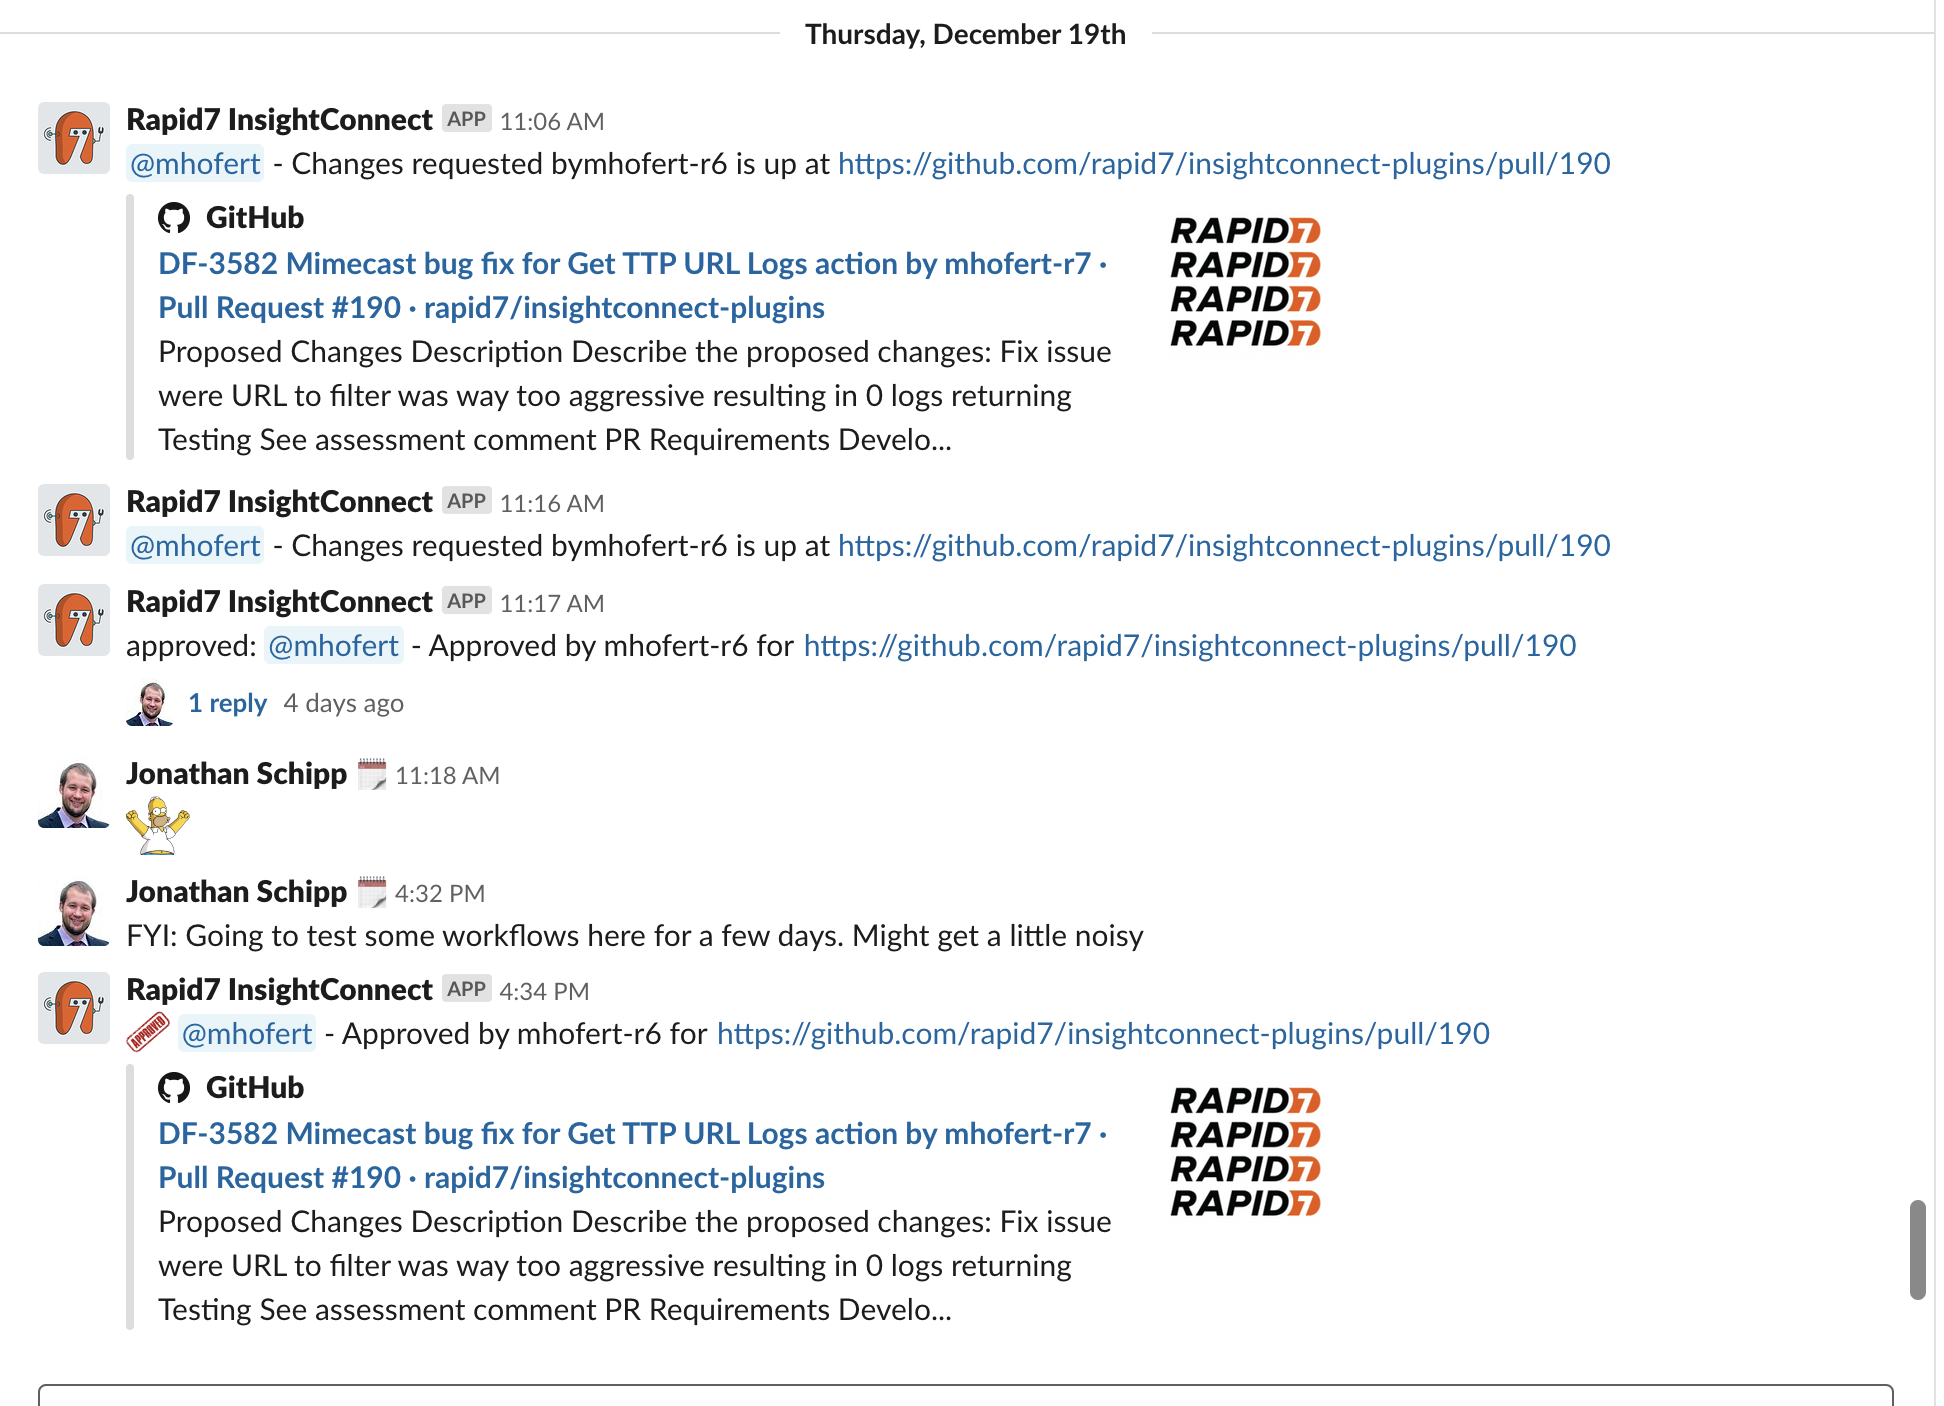 Thursday, December 19th
Rapid7 InsightConnect APP 11:06 AM
@mhofert - Changes requested bymhofert-r6 is up at https://github.com/rapid7/insightconnect-plugins/pull/190
GitHub
DF-3582 Mimecast bug fix for Get TTP URL Logs action by mhofert-r7 ·
Pull Request #190 · rapid7/insightconnect-plugins
Proposed Changes Description Describe the proposed changes: Fix issue
were URL to filter was way too aggressive resulting in 0 logs returning
Testing See assessment comment PR Requirements Develo...
RAPID7
RAPID7
RAPID7
RAPID7
Rapid7 InsightConnect APP 11:16 AM
@mhofert - Changes requested bymhofert-r6 is up at https://github.com/rapid7/insightconnect-plugins/pull/190
Rapid7 InsightConnect APP 11:17 AM
approved: @mhofert - Approved by mhofert-r6 for https://github.com/rapid7/insightconnect-plugins/pull/190
1 reply 4 days ago
Jonathan Schipp 11:18 AM
Jonathan Schipp 4:32 PM
FYI: Going to test some workflows here for a few days. Might get a little noisy
Rapid7 InsightConnect APP 4:34 PM
APPROVED @mhofert - Approved by mhofert-r6 for https://github.com/rapid7/insightconnect-plugins/pull/190
GitHub
DF-3582 Mimecast bug fix for Get TTP URL Logs action by mhofert-r7 ·
Pull Request #190 · rapid7/insightconnect-plugins
Proposed Changes Description Describe the proposed changes: Fix issue
were URL to filter was way too aggressive resulting in 0 logs returning
Testing See assessment comment PR Requirements Develo...
RAPID7
RAPID7
RAPID7
RAPID7